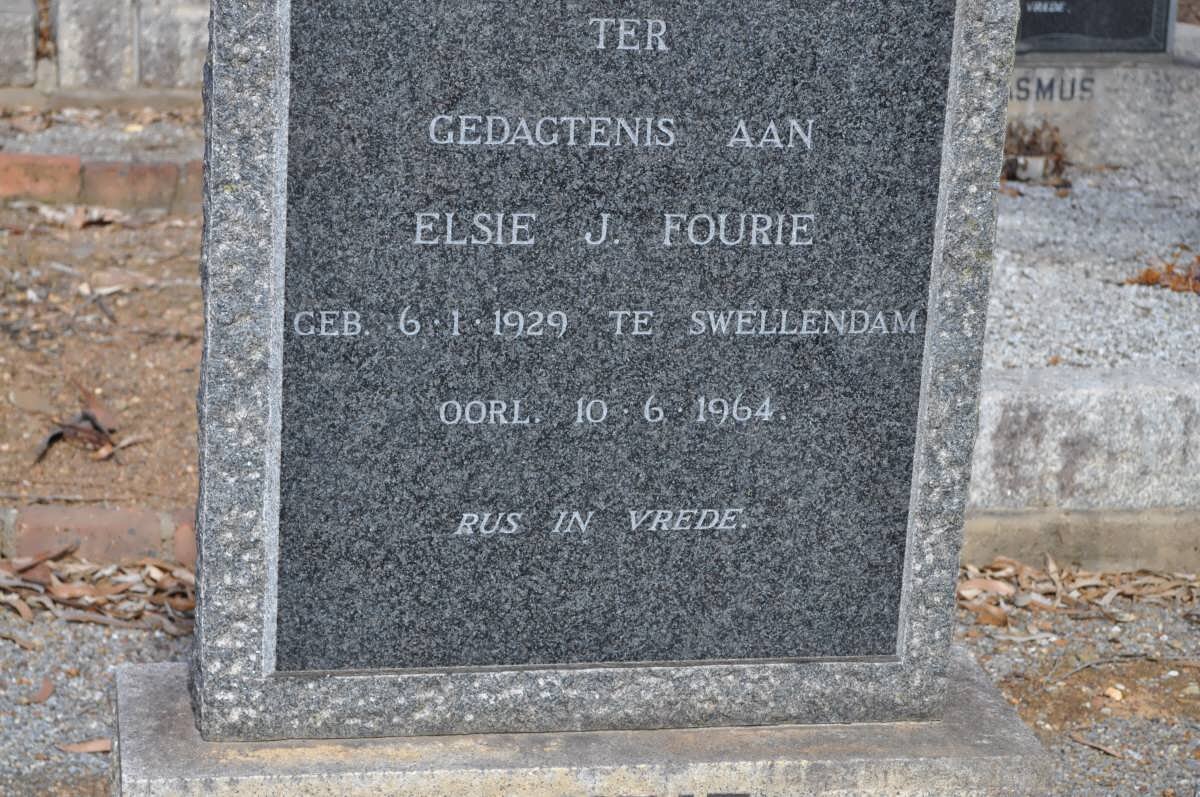 TER
GEDAGTENIS AAN
ELSIE J. FOURIE
GEB. 6·1·1929 TE SWELLENDAM
OORL. 10·6·1964.
RUS IN VREDE.
VREDE.
ASMUS